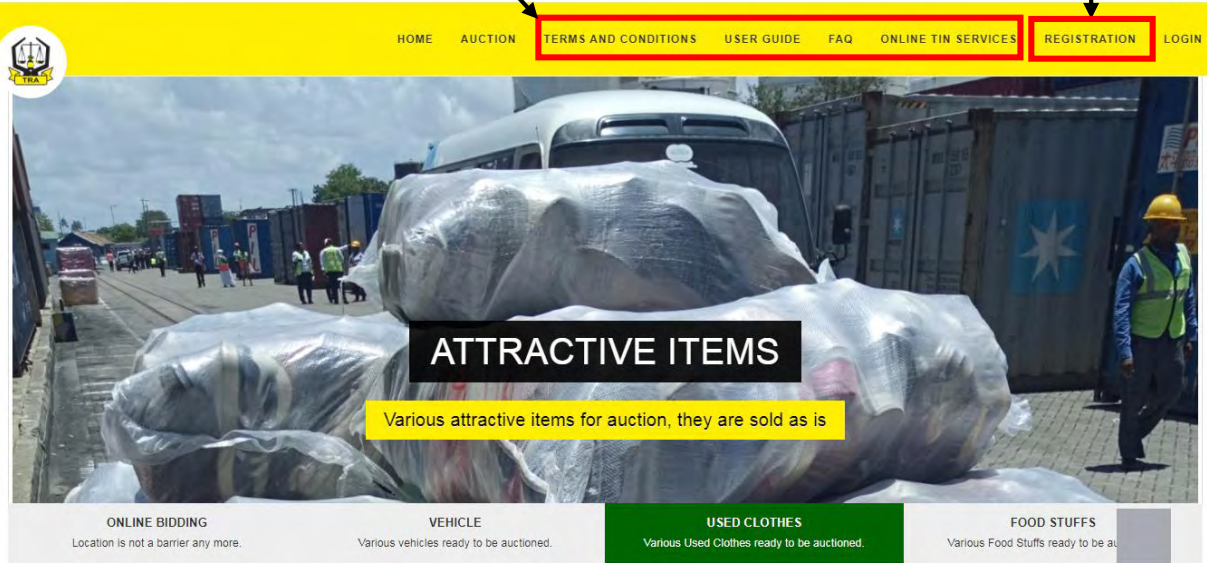 HOME AUCTION TERMS AND CONDITIONS USER GUIDE FAQ ONLINE TIN SERVICES REGISTRATION LOGIN
TRA
ATTRACTIVE ITEMS
Various attractive items for auction, they are sold as is
ONLINE BIDDING VEHICLE USED CLOTHES FOOD STUFFS
Location is not a barrier any more. Various vehicles ready to be auctioned. Various Used Clothes ready to be auctioned. Various Food Stuffs ready to be